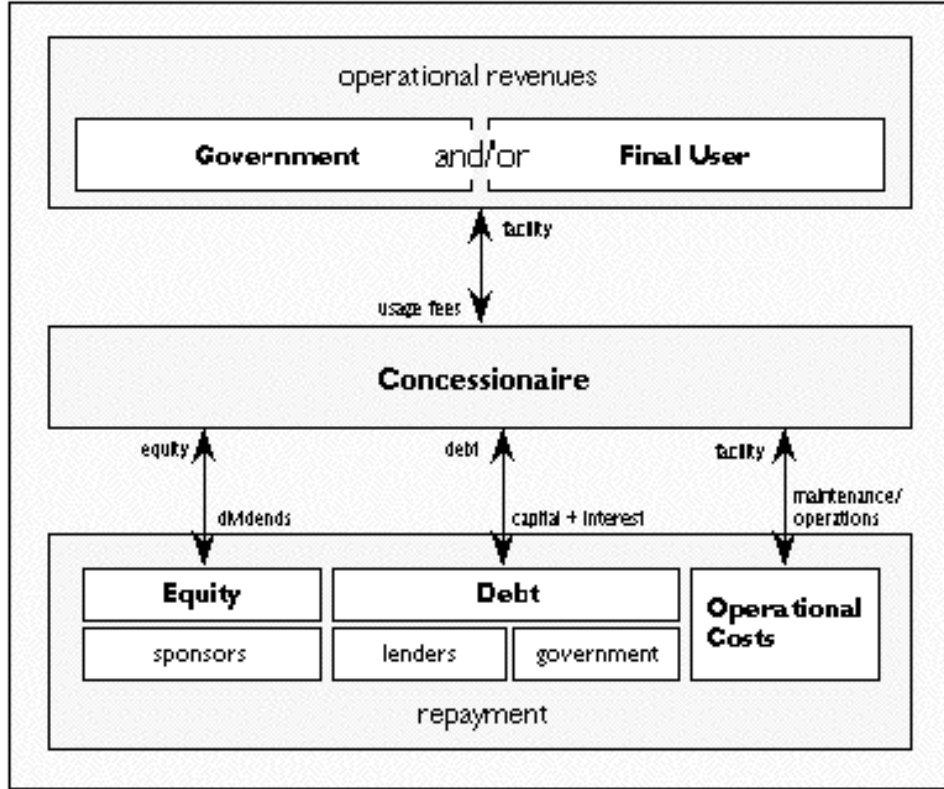 operational revenues
Government and/or Final User
facility
usage fees
Concessionaire
equity debt facility
dividends capital + interest maintenance/
operations
Equity Debt Operational
Costs
sponsors lenders government
repayment